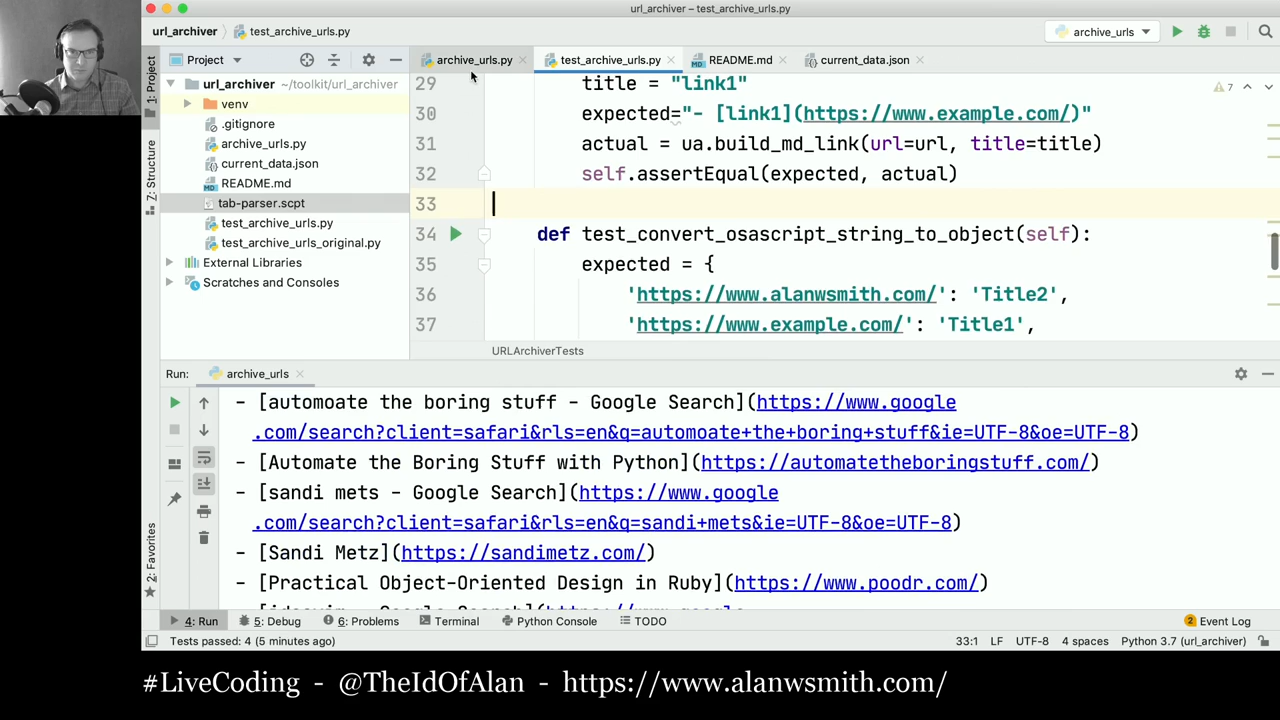 url_archiver – test_archive_urls.py
url_archiver test_archive_urls.py archive_urls
Project archive_urls.py test_archive_urls.py README.md current_data.json
1: Project
url_archiver ~/toolkit/url_archiver
venv
.gitignore
archive_urls.py
current_data.json
README.md
tab-parser.scpt
test_archive_urls.py
test_archive_urls_original.py
External Libraries
Scratches and Consoles
Z: Structure
29 title = "link1"
30 expected="- [link1](https://www.example.com/)"
31 actual = ua.build_md_link(url=url, title=title)
32 self.assertEqual(expected, actual)
33
34 def test_convert_osascript_string_to_object(self):
35 expected = {
36 'https://www.alanwsmith.com/': 'Title2',
37 'https://www.example.com/': 'Title1',
7
URLArchiverTests
Run: archive_urls
- [automoate the boring stuff - Google Search](https://www.google
.com/search?client=safari&rls=en&q=automoate+the+boring+stuff&ie=UTF-8&oe=UTF-8)
- [Automate the Boring Stuff with Python](https://automatetheboringstuff.com/)
- [sandi mets - Google Search](https://www.google
.com/search?client=safari&rls=en&q=sandi+mets&ie=UTF-8&oe=UTF-8)
- [Sandi Metz](https://sandimetz.com/)
- [Practical Object-Oriented Design in Ruby](https://www.poodr.com/)
2: Favorites
4: Run 5: Debug 6: Problems Terminal Python Console TODO 2 Event Log
Tests passed: 4 (5 minutes ago) 33:1 LF UTF-8 4 spaces Python 3.7 (url_archiver)
#LiveCoding - @TheIdOfAlan - https://www.alanwsmith.com/